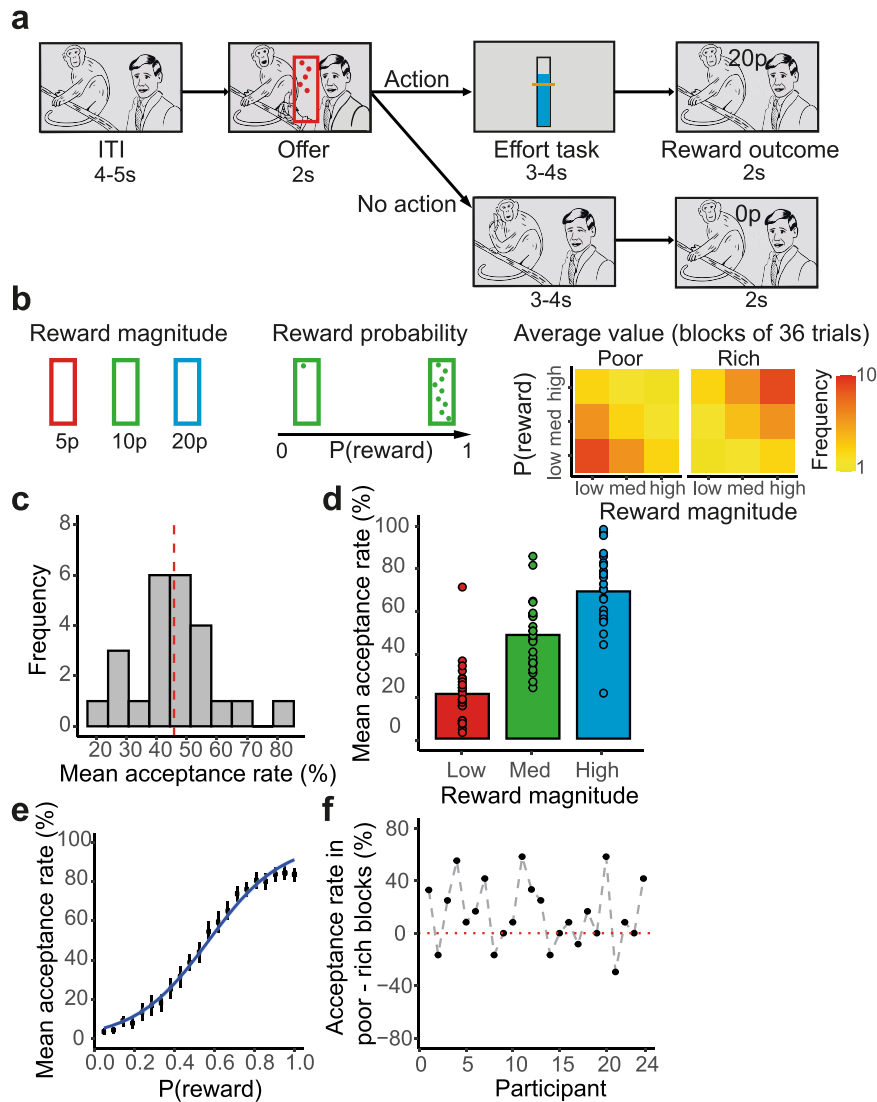 a
Action
20p
ITI
Offer
Effort task
Reward outcome
4-5s
2s
3-4s
2s
No action
0p
3-4s
2s
b
Reward magnitude
5p
10p
20p
Reward probability
0
P(reward)
1
Average value (blocks of 36 trials)
Poor
Rich
P(reward)
low med high
low med high
low med high
Reward magnitude
Frequency
10
1
c
8
6
4
2
0
Frequency
20 30 40 50 60 70 80
Mean acceptance rate (%)
d
100
80
60
40
20
0
Mean acceptance rate (%)
Low
Med
High
Reward magnitude
e
100
80
60
40
20
0
Mean acceptance rate (%)
0.0 0.2 0.4 0.6 0.8 1.0
P(reward)
f
80
40
0
−40
−80
Acceptance rate in
poor - rich blocks (%)
0 5 10 15 20 24
Participant